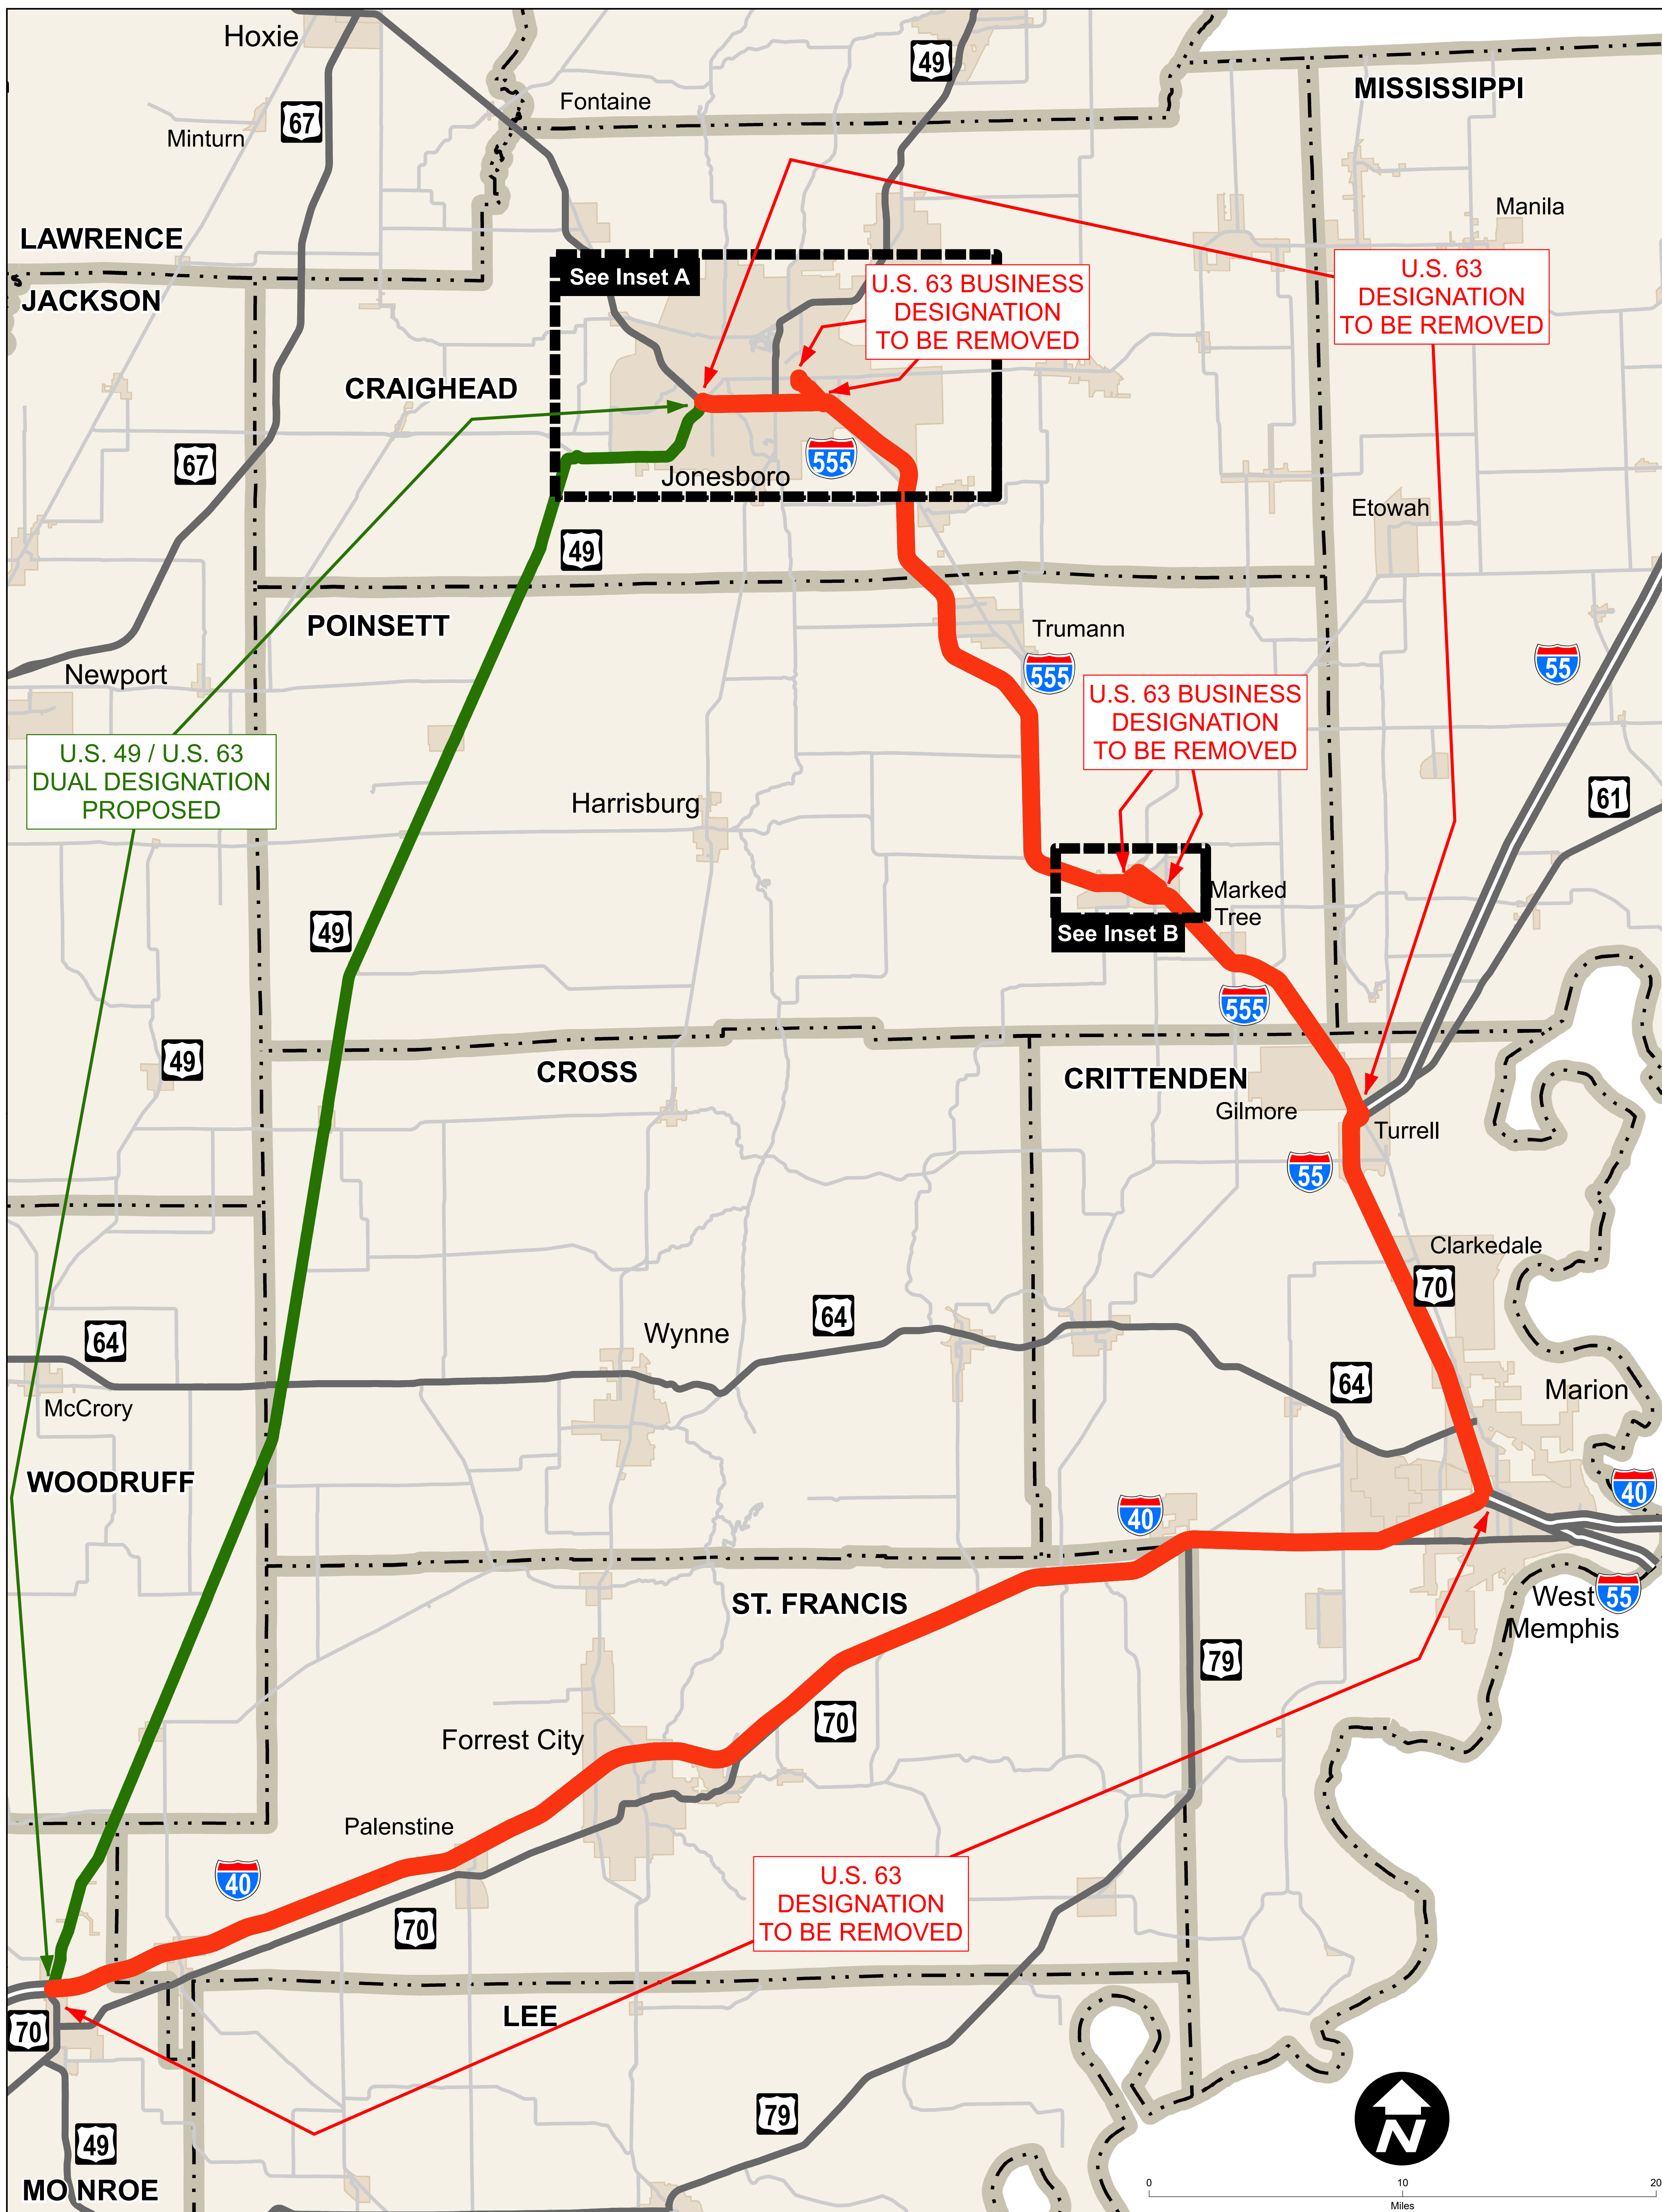 Hoxie
49
MISSISSIPPI
Fontaine
67
Minturn
Manila
LAWRENCE
U.S. 63
DESIGNATION
TO BE REMOVED
See Inset A
U.S. 63 BUSINESS
DESIGNATION
TO BE REMOVED
JACKSON
CRAIGHEAD
67
555
Jonesboro
Etowah
49
POINSETT
Trumann
555
55
Newport
U.S. 63 BUSINESS
DESIGNATION
TO BE REMOVED
U.S. 49 / U.S. 63
DUAL DESIGNATION
PROPOSED
Harrisburg
61
Marked
Tree
49
See Inset B
555
49
CROSS
CRITTENDEN
Gilmore
Turrell
55
Clarkedale
70
64
Wynne
64
64
Marion
McCrory
WOODRUFF
40
40
ST. FRANCIS
West
Memphis
55
79
70
Forrest City
Palenstine
40
U.S. 63
DESIGNATION
TO BE REMOVED
70
LEE
70
79
49
N
MONROE
0
10
20
Miles